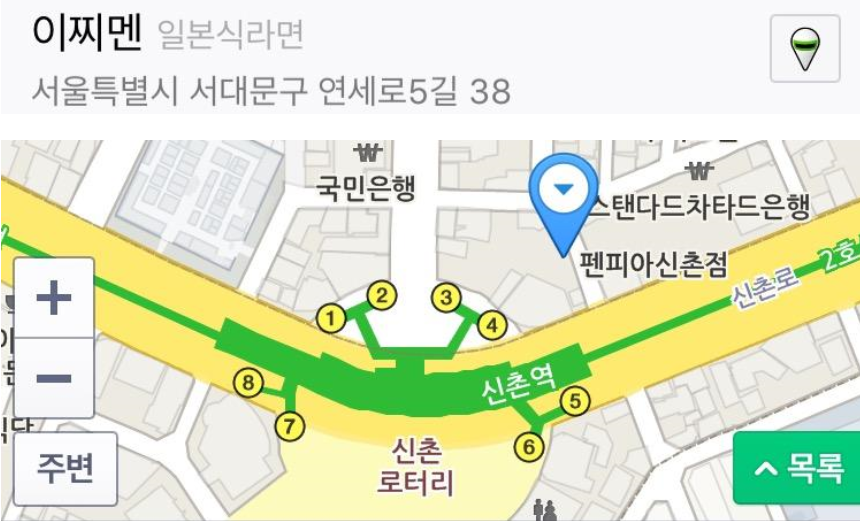 이찌멘 일본식라면
서울특별시 서대문구 연세로5길 38
₩
국민은행
₩
스탠다드차타드은행
펜피아신촌점
2호
신촌로
+
−
1
2
3
4
신촌역
8
7
5
6
신촌
로터리
식당
주변
목록